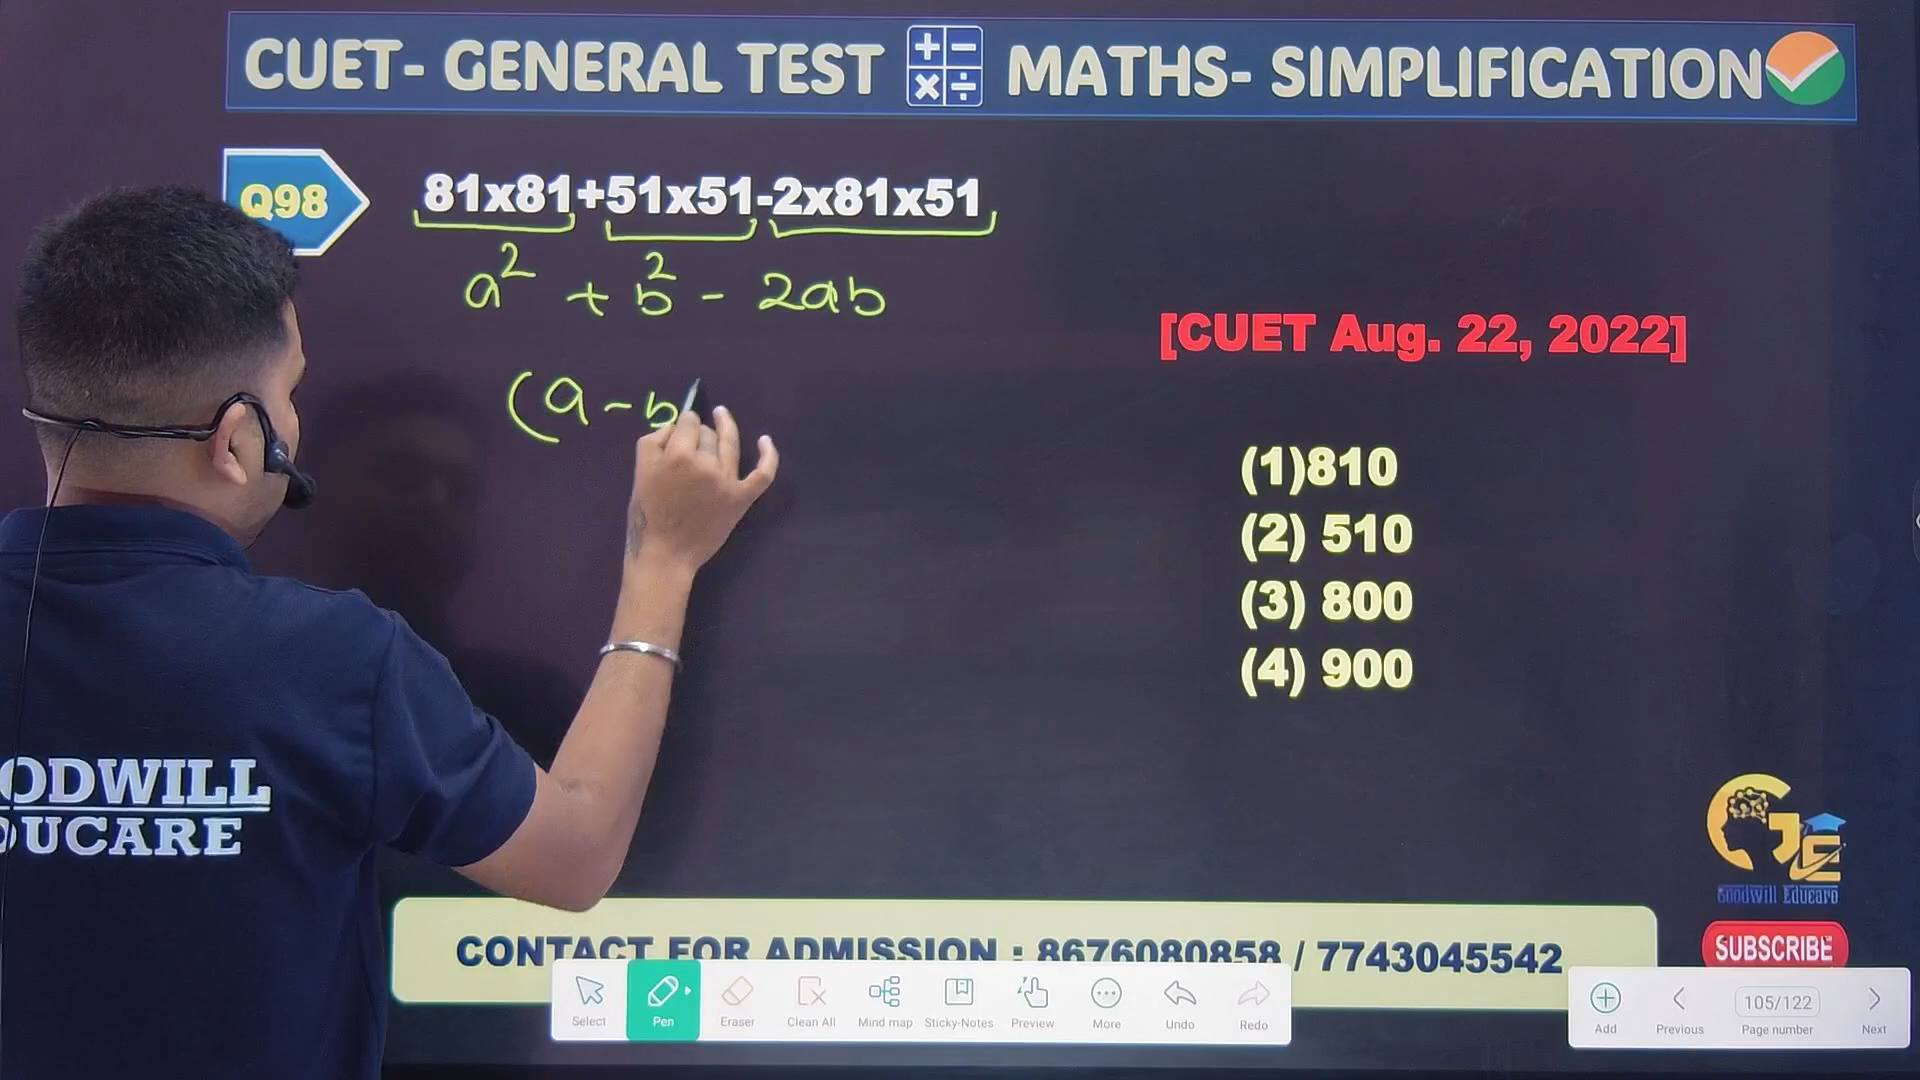 CUET- GENERAL TEST + - × ÷ MATHS- SIMPLIFICATION
Q98
81x81+51x51-2x81x51
a² + b² - 2ab
(a - b
[CUET Aug. 22, 2022]
(1)810
(2) 510
(3) 800
(4) 900
ODWILL
DUCARE
Goodwill Educare
SUBSCRIBE
CONTACT FOR ADMISSION : 8676080858 / 7743045542
Select
Pen
Eraser
Clean All
Mind map
Sticky-Notes
Preview
More
Undo
Redo
Add
Previous
105/122
Page number
Next